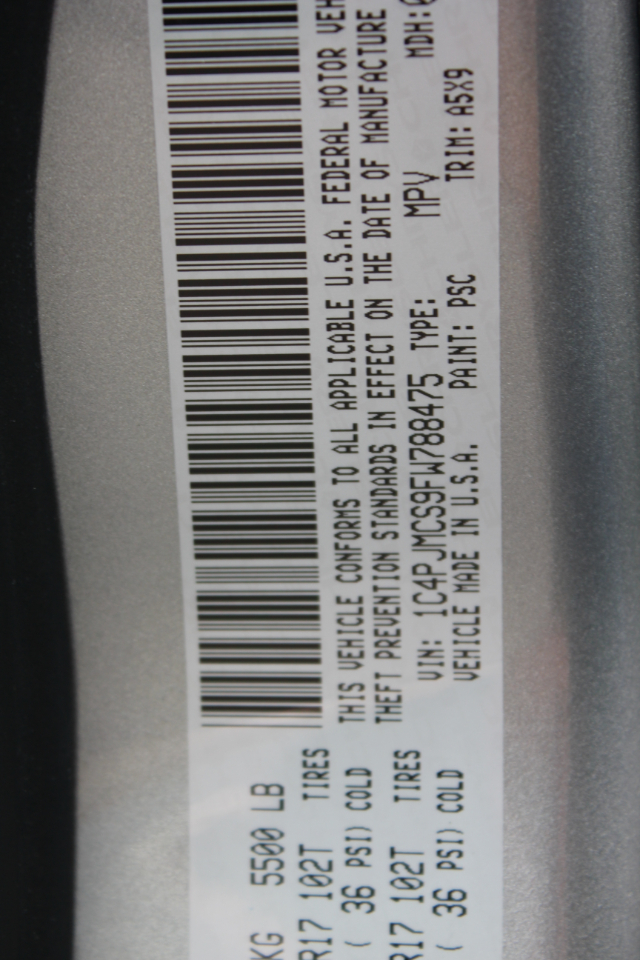 KG 5500 LB
R17 102T TIRES
( 36 PSI) COLD
R17 102T TIRES
( 36 PSI) COLD
THIS VEHICLE CONFORMS TO ALL APPLICABLE U.S.A. FEDERAL MOTOR VEH
THEFT PREVENTION STANDARDS IN EFFECT ON THE DATE OF MANUFACTURE
VIN: 1C4PJMCS9FW788475 TYPE: MPV MDH:0
VEHICLE MADE IN U.S.A. PAINT: PSC TRIM: A5X9